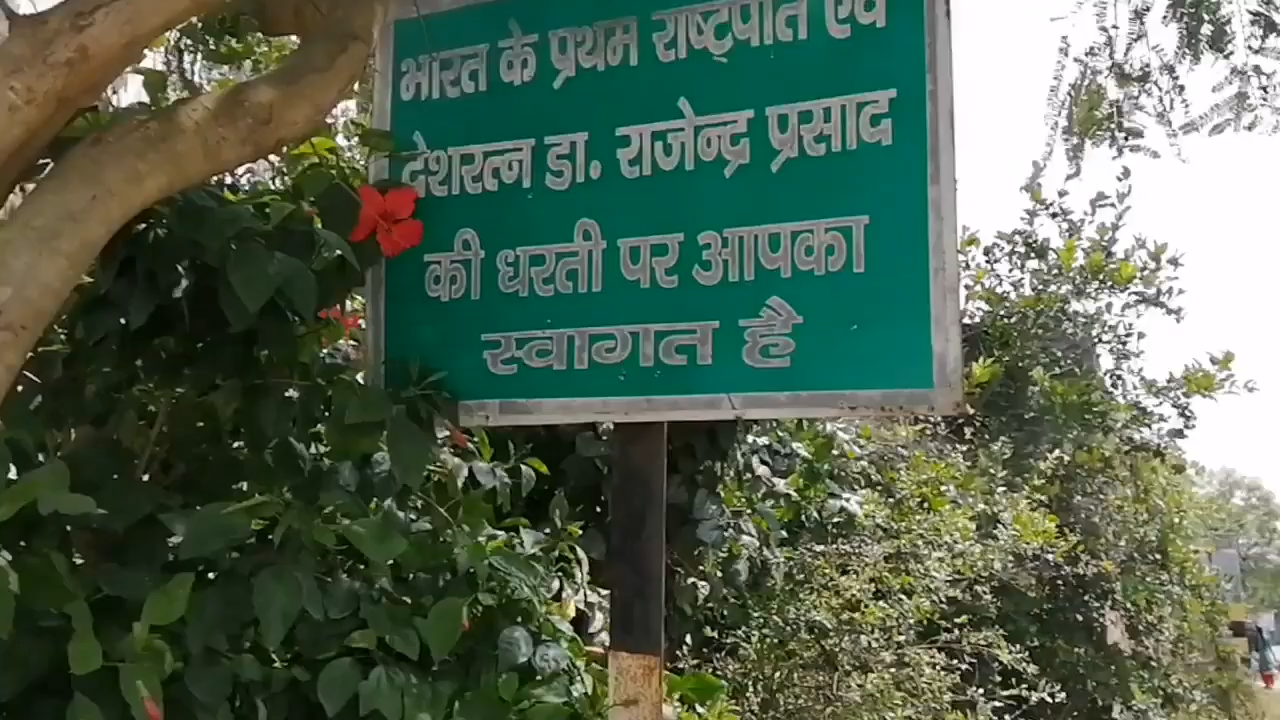 भारत के प्रथम राष्ट्रपति एवं
देशरत्न डा. राजेन्द्र प्रसाद
की धरती पर आपका
स्वागत है